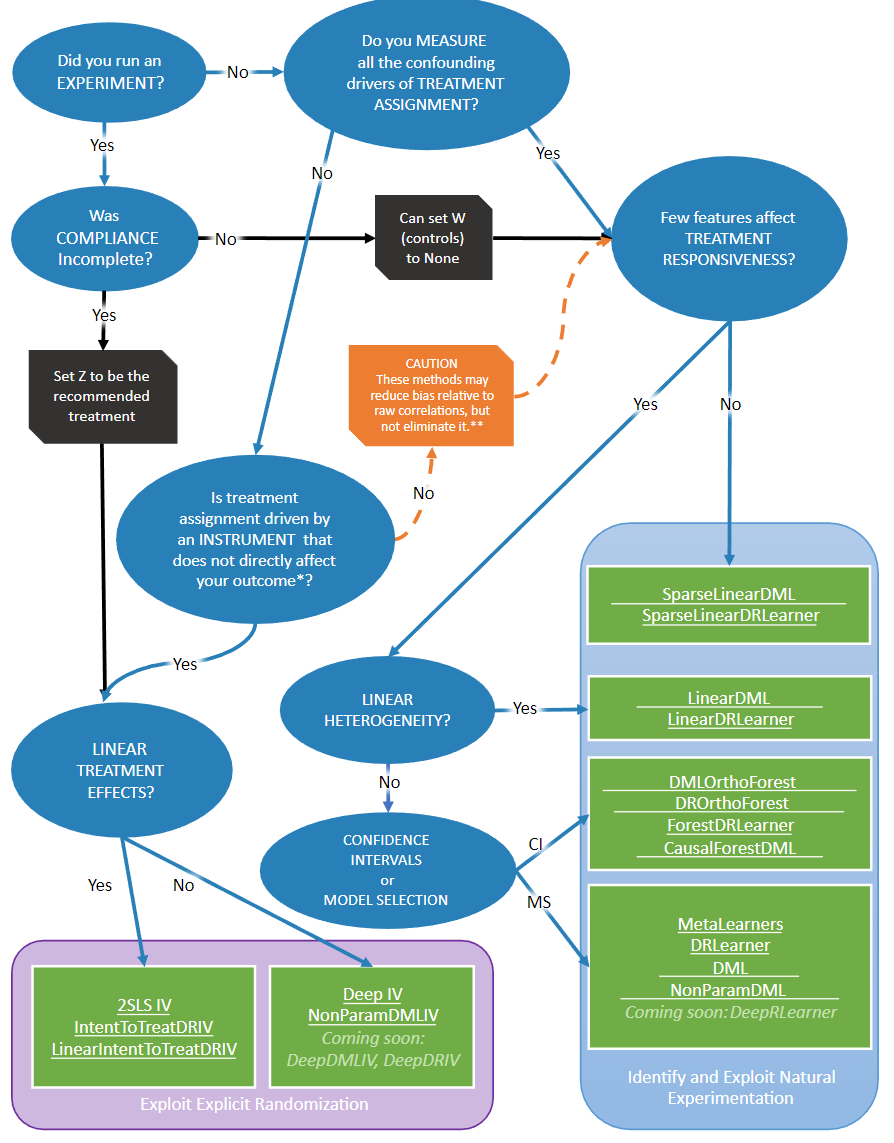 Did you run an
EXPERIMENT?
No
Do you MEASURE
all the confounding
drivers of TREATMENT
ASSIGNMENT?
Yes
No
Yes
Was
COMPLIANCE
Incomplete?
No
Can set W
(controls)
to None
Few features affect
TREATMENT
RESPONSIVENESS?
Yes
Set Z to be the
recommended
treatment
CAUTION
These methods may
reduce bias relative to
raw correlations, but
not eliminate it.**
Yes
No
Is treatment
assignment driven by
an INSTRUMENT that
does not directly affect
your outcome*?
No
Yes
SparseLinearDML
SparseLinearDRLearner
LINEAR
HETEROGENEITY?
Yes
LinearDML
LinearDRLearner
LINEAR
TREATMENT
EFFECTS?
No
DMLOrthoForest
DROrthoForest
ForestDRLearner
CausalForestDML
CONFIDENCE
INTERVALS
or
MODEL SELECTION
CI
MS
Yes
No
MetaLearners
DRLearner
DML
NonParamDML
Coming soon: DeepRLearner
2SLS IV
IntentToTreatDRIV
LinearIntentToTreatDRIV
Deep IV
NonParamDMLIV
Coming soon:
DeepDMLIV, DeepDRIV
Exploit Explicit Randomization
Identify and Exploit Natural
Experimentation